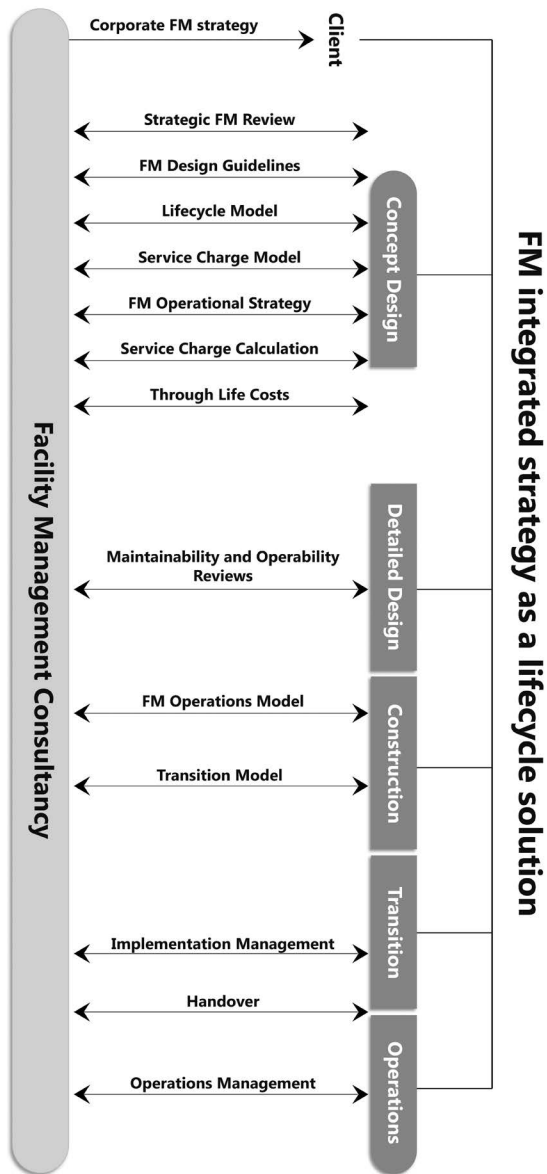 FM integrated strategy as a lifecycle solution
Corporate FM strategy
Client
Strategic FM Review
FM Design Guidelines
Lifecycle Model
Service Charge Model
FM Operational Strategy
Service Charge Calculation
Through Life Costs
Concept Design
Maintainability and Operability
Reviews
Detailed Design
FM Operations Model
Transition Model
Construction
Implementation Management
Transition
Handover
Operations Management
Operations
Facility Management Consultancy